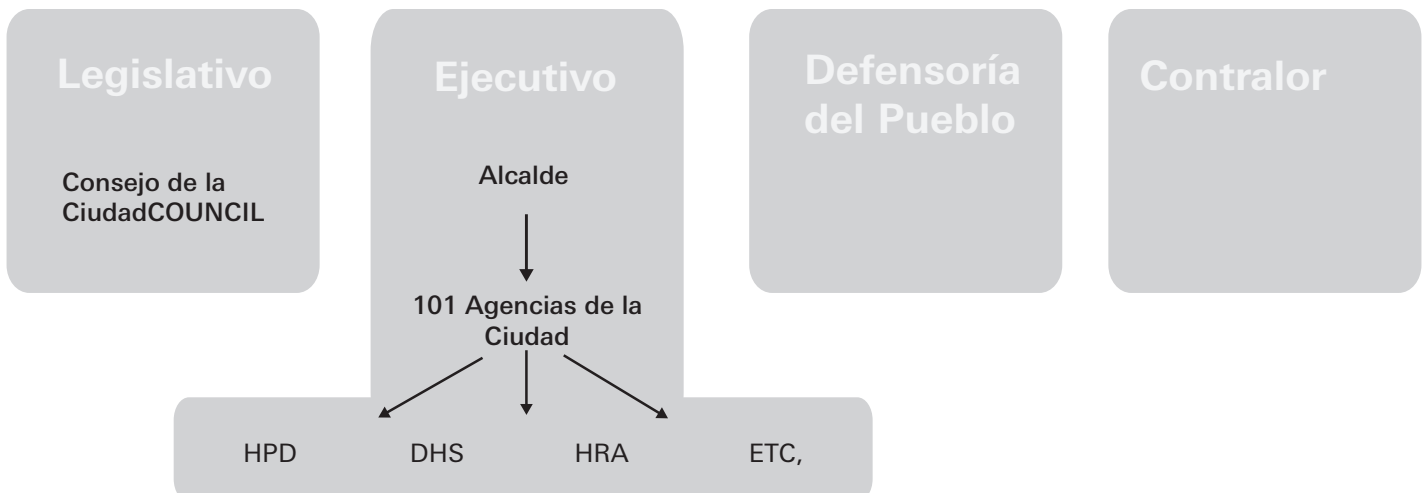 Legislativo
Consejo de la
CiudadCOUNCIL
Ejecutivo
Alcalde
101 Agencias de la
Ciudad
HPD DHS HRA ETC,
Defensoría
del Pueblo
Contralor